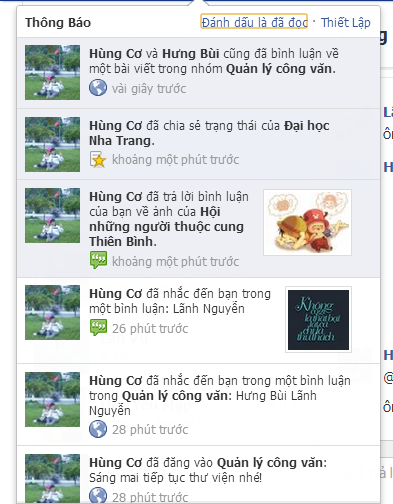 Thông Báo
Đánh dấu là đã đọc · Thiết Lập
Hùng Cơ và Hưng Bùi cũng đã bình luận về
một bài viết trong nhóm Quản lý công văn.
vài giây trước
Hùng Cơ đã chia sẻ trạng thái của Đại học
Nha Trang.
khoảng một phút trước
Hùng Cơ đã trả lời bình luận
của bạn về ảnh của Hội
những người thuộc cung
Thiên Bình.
khoảng một phút trước
Hùng Cơ đã nhắc đến bạn trong
một bình luận: Lãnh Nguyễn
26 phút trước
Không
Hùng Cơ đã nhắc đến bạn trong một bình luận
trong Quản lý công văn: Hưng Bùi Lãnh
Nguyễn
28 phút trước
Hùng Cơ đã đăng vào Quản lý công văn:
Sáng mai tiếp tục thư viện nhé!
28 phút trước